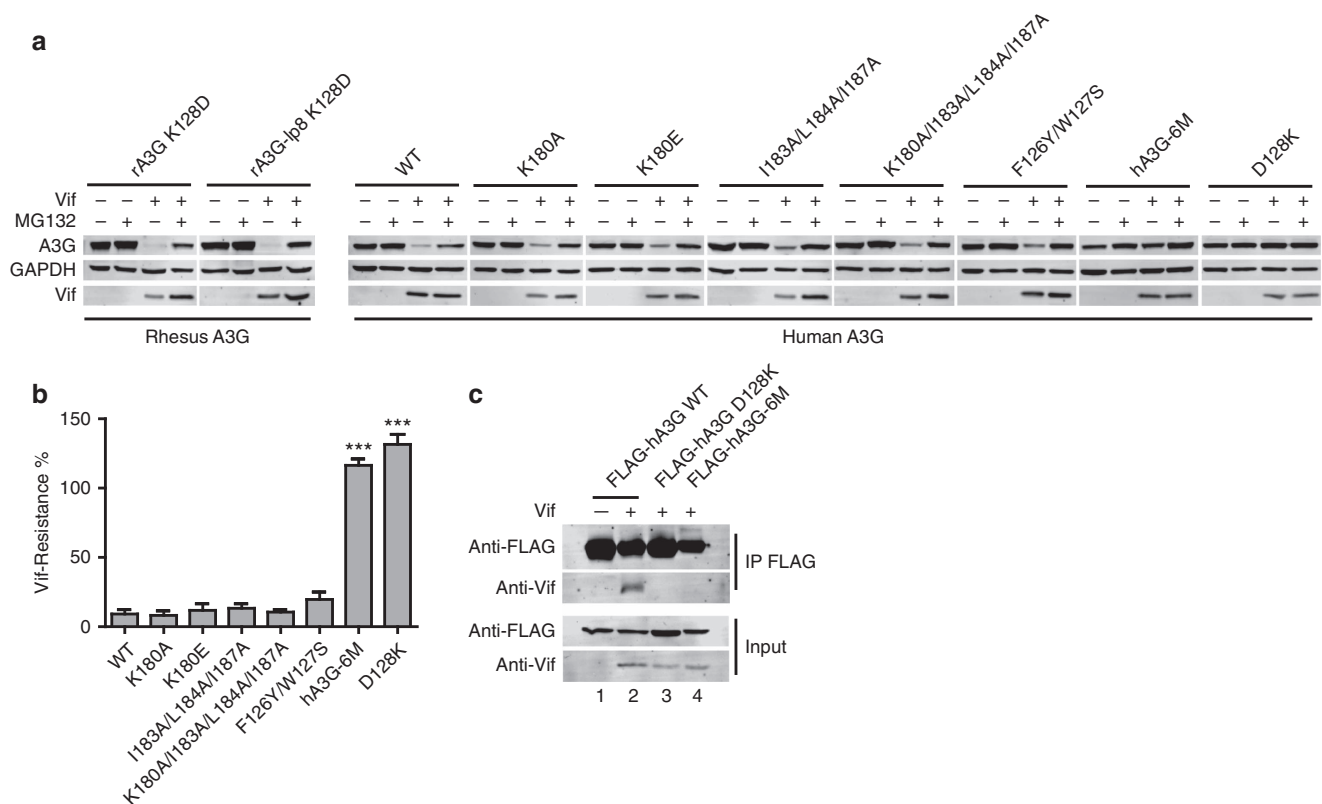 a
rA3G K128D
rA3G-lp8 K128D
WT
K180A
K180E
I183A/L184A/I187A
K180A/I183A/L184A/I187A
F126Y/W127S
hA3G-6M
D128K
Vif – – + + – – + + – – + + – – + + – – + + – – + + – – + + – – + + – – + + – – + +
MG132 – + – + – + – + – + – + – + – + – + – + – + – + – + – + – + – + – + – + – + – +
A3G
GAPDH
Vif
Rhesus A3G
Human A3G
b
Vif-Resistance %
150
100
50
0
***
***
WT
K180A
K180E
I183A/L184A/I187A
K180A/I183A/L184A/I187A
F126Y/W127S
hA3G-6M
D128K
c
FLAG-hA3G WT
FLAG-hA3G D128K
FLAG-hA3G-6M
Vif – + + +
Anti-FLAG
Anti-Vif
IP FLAG
Anti-FLAG
Anti-Vif
Input
1 2 3 4